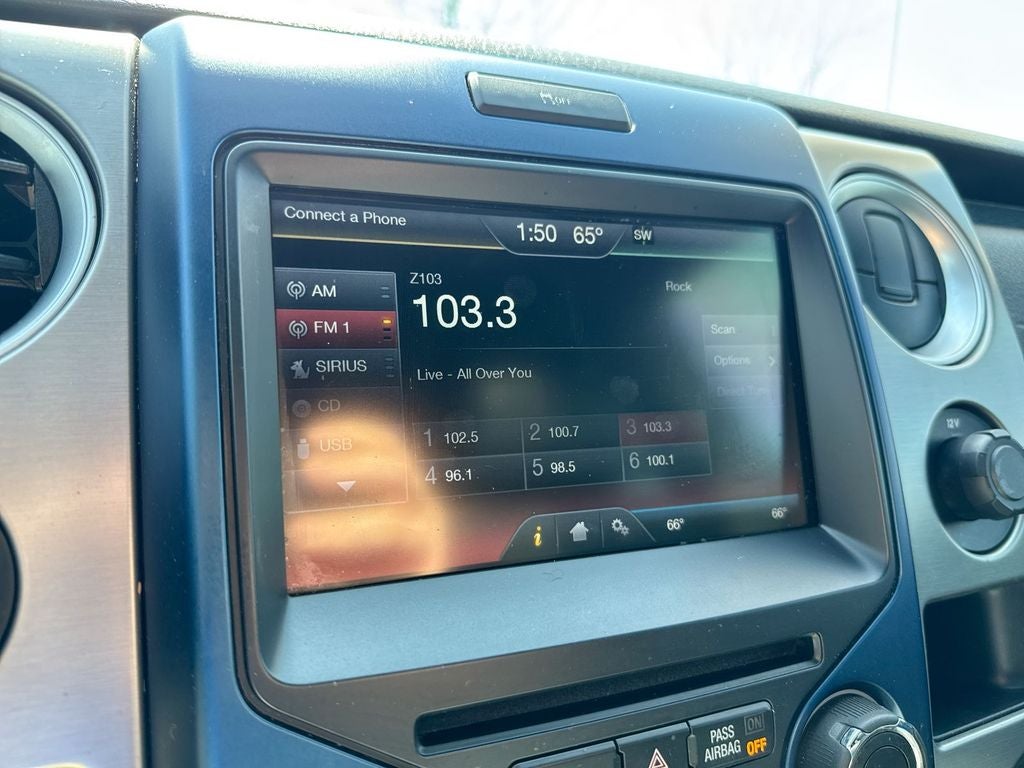 OFF
Connect a Phone
1:50 65° SW
AM
FM 1
SIRIUS
CD
USB
Z103
103.3
Rock
Live - All Over You
Scan
Options
1 102.5 2 100.7 3 103.3
4 96.1 5 98.5 6 100.1
i
66° 66°
12V
PASS AIRBAG
ON
OFF